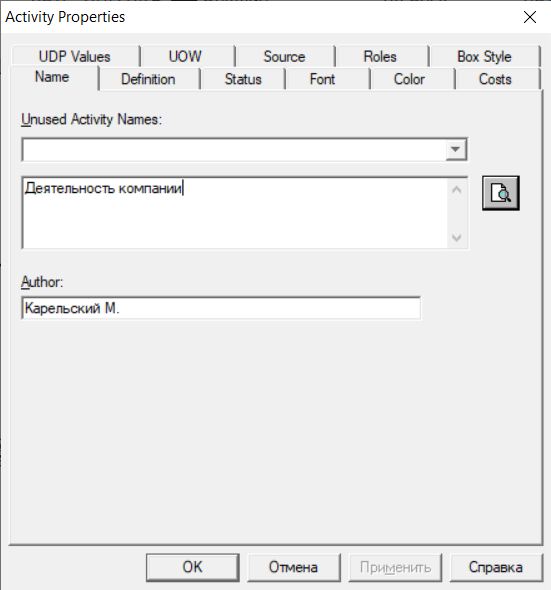 Activity Properties
UDP Values UOW Source Roles Box Style
Name Definition Status Font Color Costs
Unused Activity Names:
Деятельность компании
Author:
Карельский М.
OK Отмена Применить Справка